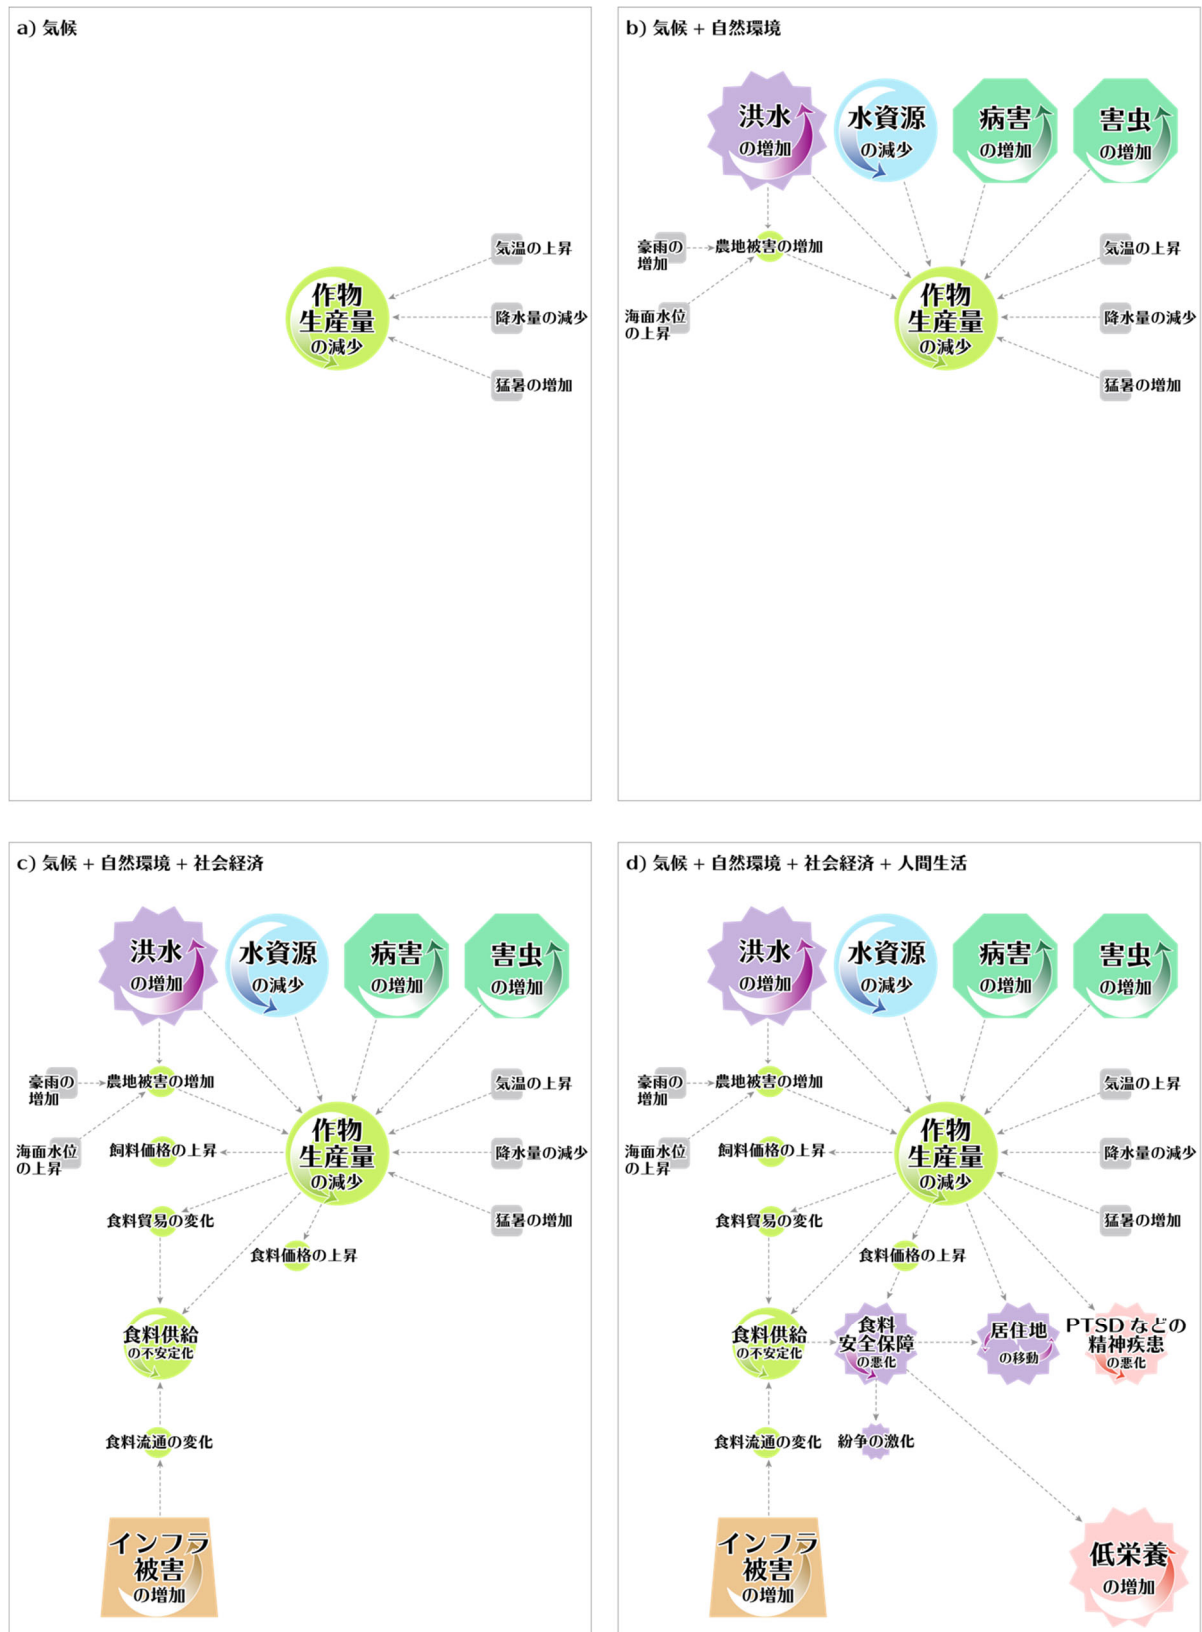 a) 気候
気温の上昇
作物
生産量
の減少
降水量の減少
猛暑の増加
b) 気候 + 自然環境
洪水
の増加
水資源
の減少
病害
の増加
害虫
の増加
豪雨の
増加
農地被害の増加
気温の上昇
海面水位
の上昇
作物
生産量
の減少
降水量の減少
猛暑の増加
c) 気候 + 自然環境 + 社会経済
洪水
の増加
水資源
の減少
病害
の増加
害虫
の増加
豪雨の
増加
農地被害の増加
気温の上昇
海面水位
の上昇
飼料価格の上昇
作物
生産量
の減少
降水量の減少
食料貿易の変化
猛暑の増加
食料価格の上昇
食料供給
の不安定化
食料流通の変化
インフラ
被害
の増加
d) 気候 + 自然環境 + 社会経済 + 人間生活
洪水
の増加
水資源
の減少
病害
の増加
害虫
の増加
豪雨の
増加
農地被害の増加
気温の上昇
海面水位
の上昇
飼料価格の上昇
作物
生産量
の減少
降水量の減少
食料貿易の変化
猛暑の増加
食料価格の上昇
食料供給
の不安定化
食料
安全保障
の悪化
居住地
の移動
PTSD などの
精神疾患
の悪化
食料流通の変化
紛争の激化
インフラ
被害
の増加
低栄養
の増加